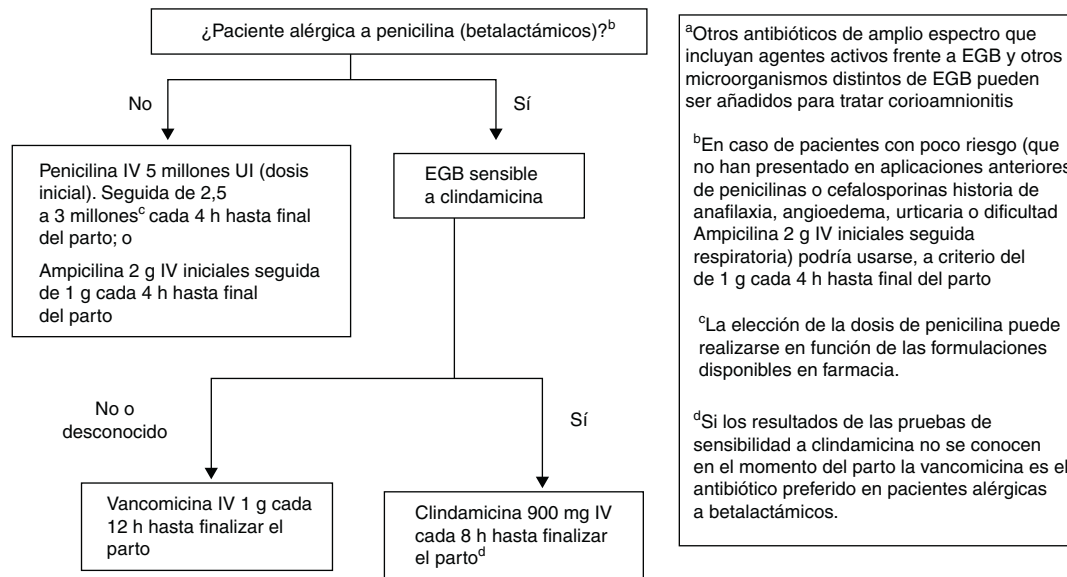 ¿Paciente alérgica a penicilina (betalactámicos)?b
No
Sí
Penicilina IV 5 millones UI (dosis
inicial). Seguida de 2,5
a 3 millonesc cada 4 h hasta final
del parto; o
Ampicilina 2 g IV iniciales seguida
de 1 g cada 4 h hasta final
del parto
EGB sensible
a clindamicina
No o
desconocido
Sí
Vancomicina IV 1 g cada
12 h hasta finalizar el
parto
Clindamicina 900 mg IV
cada 8 h hasta finalizar
el partod
aOtros antibióticos de amplio espectro que
incluyan agentes activos frente a EGB y otros
microorganismos distintos de EGB pueden
ser añadidos para tratar corioamnionitis
bEn caso de pacientes con poco riesgo (que
no han presentado en aplicaciones anteriores
de penicilinas o cefalosporinas historia de
anafilaxia, angioedema, urticaria o dificultad
Ampicilina 2 g IV iniciales seguida
respiratoria) podría usarse, a criterio del
de 1 g cada 4 h hasta final del parto
cLa elección de la dosis de penicilina puede
realizarse en función de las formulaciones
disponibles en farmacia.
dSi los resultados de las pruebas de
sensibilidad a clindamicina no se conocen
en el momento del parto la vancomicina es el
antibiótico preferido en pacientes alérgicas
a betalactámicos.